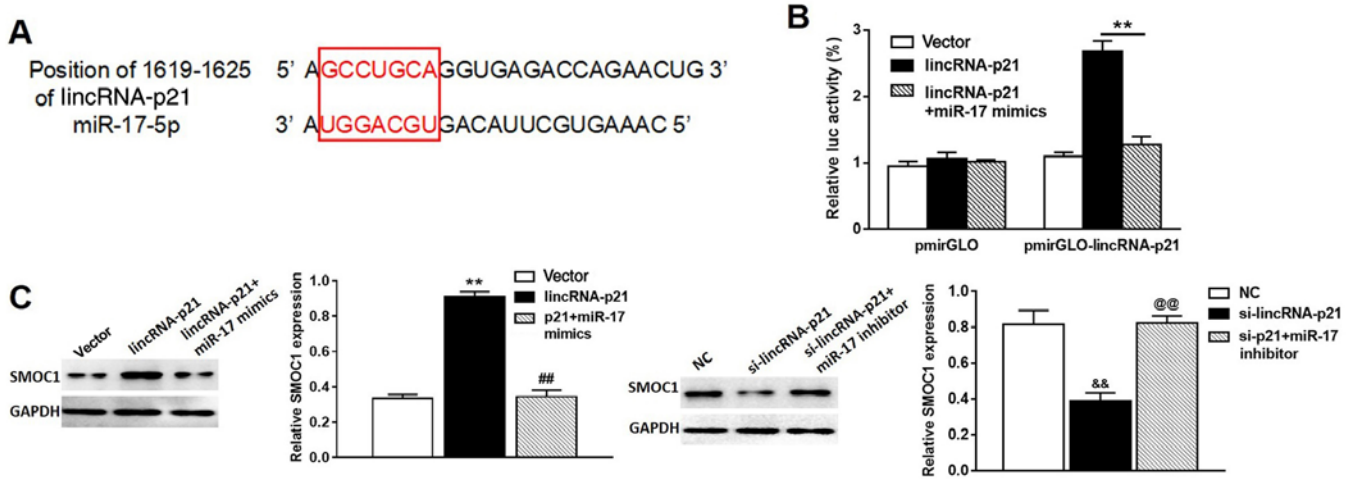 A
Position of 1619-1625
of lincRNA-p21
5' AGCCUGCAGGUGAGACCAGAACUG 3'
miR-17-5p
3' AUGGACGUGACAUUCGUGAAAC 5'
B
Relative luc activity (%)
3
2
1
0
Vector
lincRNA-p21
lincRNA-p21
+miR-17 mimics
**
pmirGLO
pmirGLO-lincRNA-p21
C
Vector
lincRNA-p21
lincRNA-p21+
miR-17 mimics
SMOC1
GAPDH
Relative SMOC1 expression
1.0
0.8
0.6
0.4
0.2
0.0
**
##
Vector
lincRNA-p21
p21+miR-17
mimics
NC
si-lincRNA-p21
si-lincRNA-p21+
miR-17 inhibitor
SMOC1
GAPDH
Relative SMOC1 expression
1.0
0.8
0.6
0.4
0.2
0.0
&&
@@
NC
si-lincRNA-p21
si-p21+miR-17
inhibitor